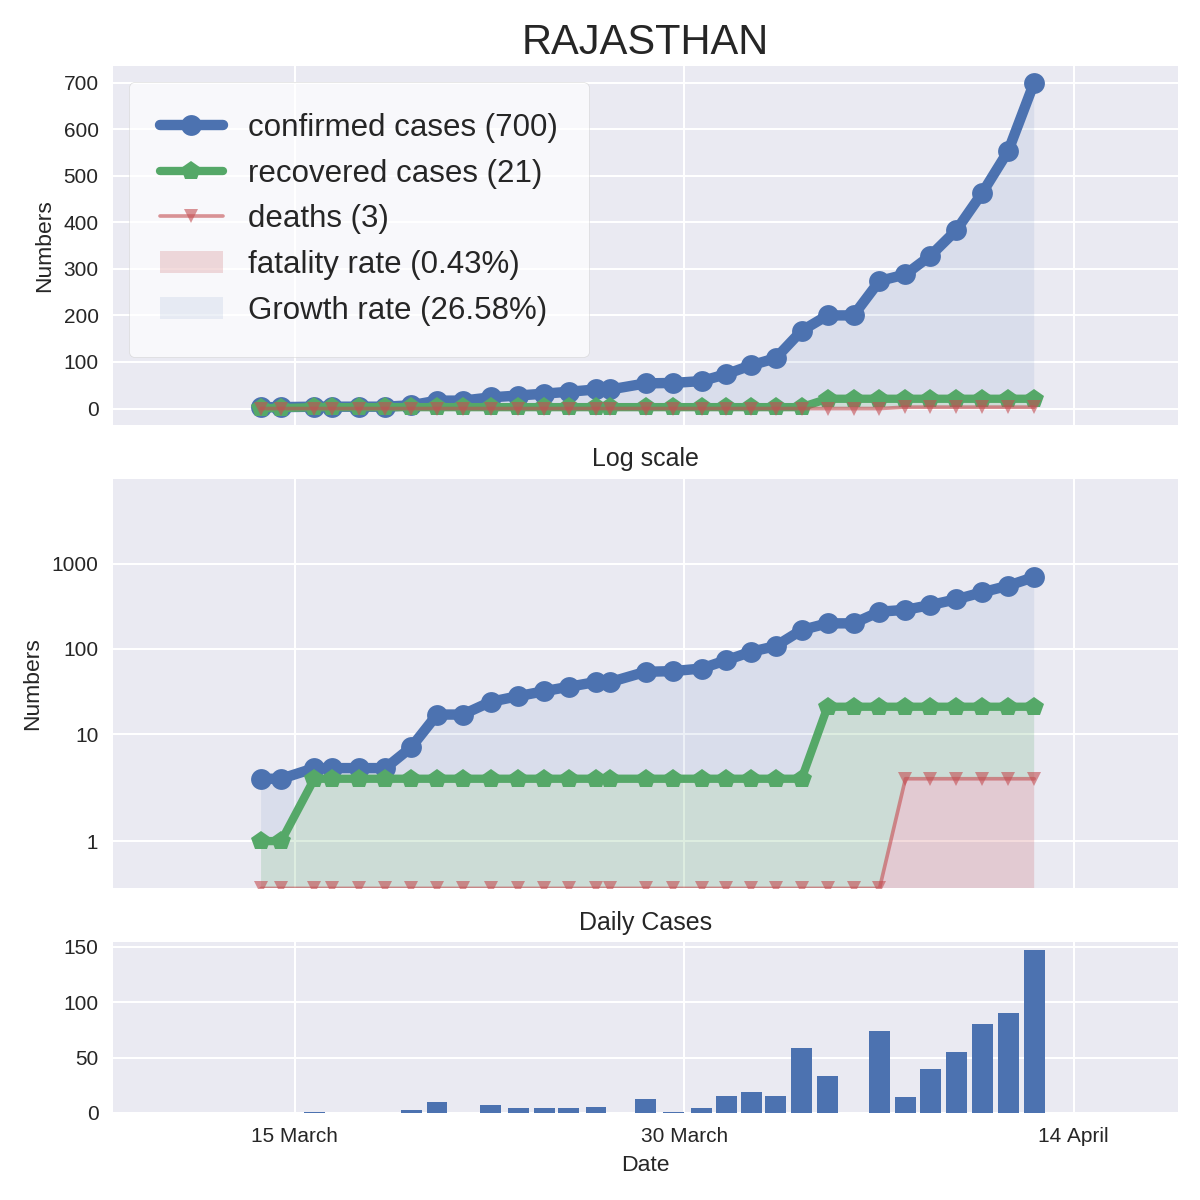 RAJASTHAN
700
600
500
400
300
200
100
0
Numbers
confirmed cases (700)
recovered cases (21)
deaths (3)
fatality rate (0.43%)
Growth rate (26.58%)
Log scale
1000
100
10
1
Numbers
Daily Cases
150
100
50
0
15 March
30 March
14 April
Date